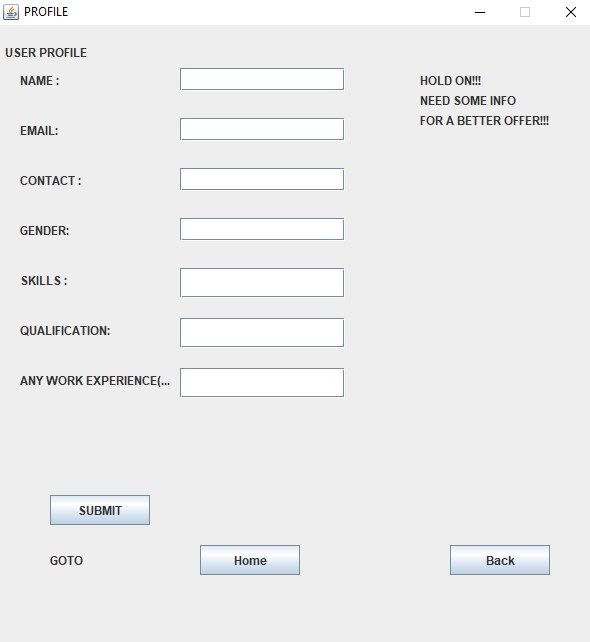 PROFILE
USER PROFILE
NAME :
HOLD ON!!!
NEED SOME INFO
FOR A BETTER OFFER!!!
EMAIL:
CONTACT :
GENDER:
SKILLS :
QUALIFICATION:
ANY WORK EXPERIENCE(...
SUBMIT
GOTO
Home
Back